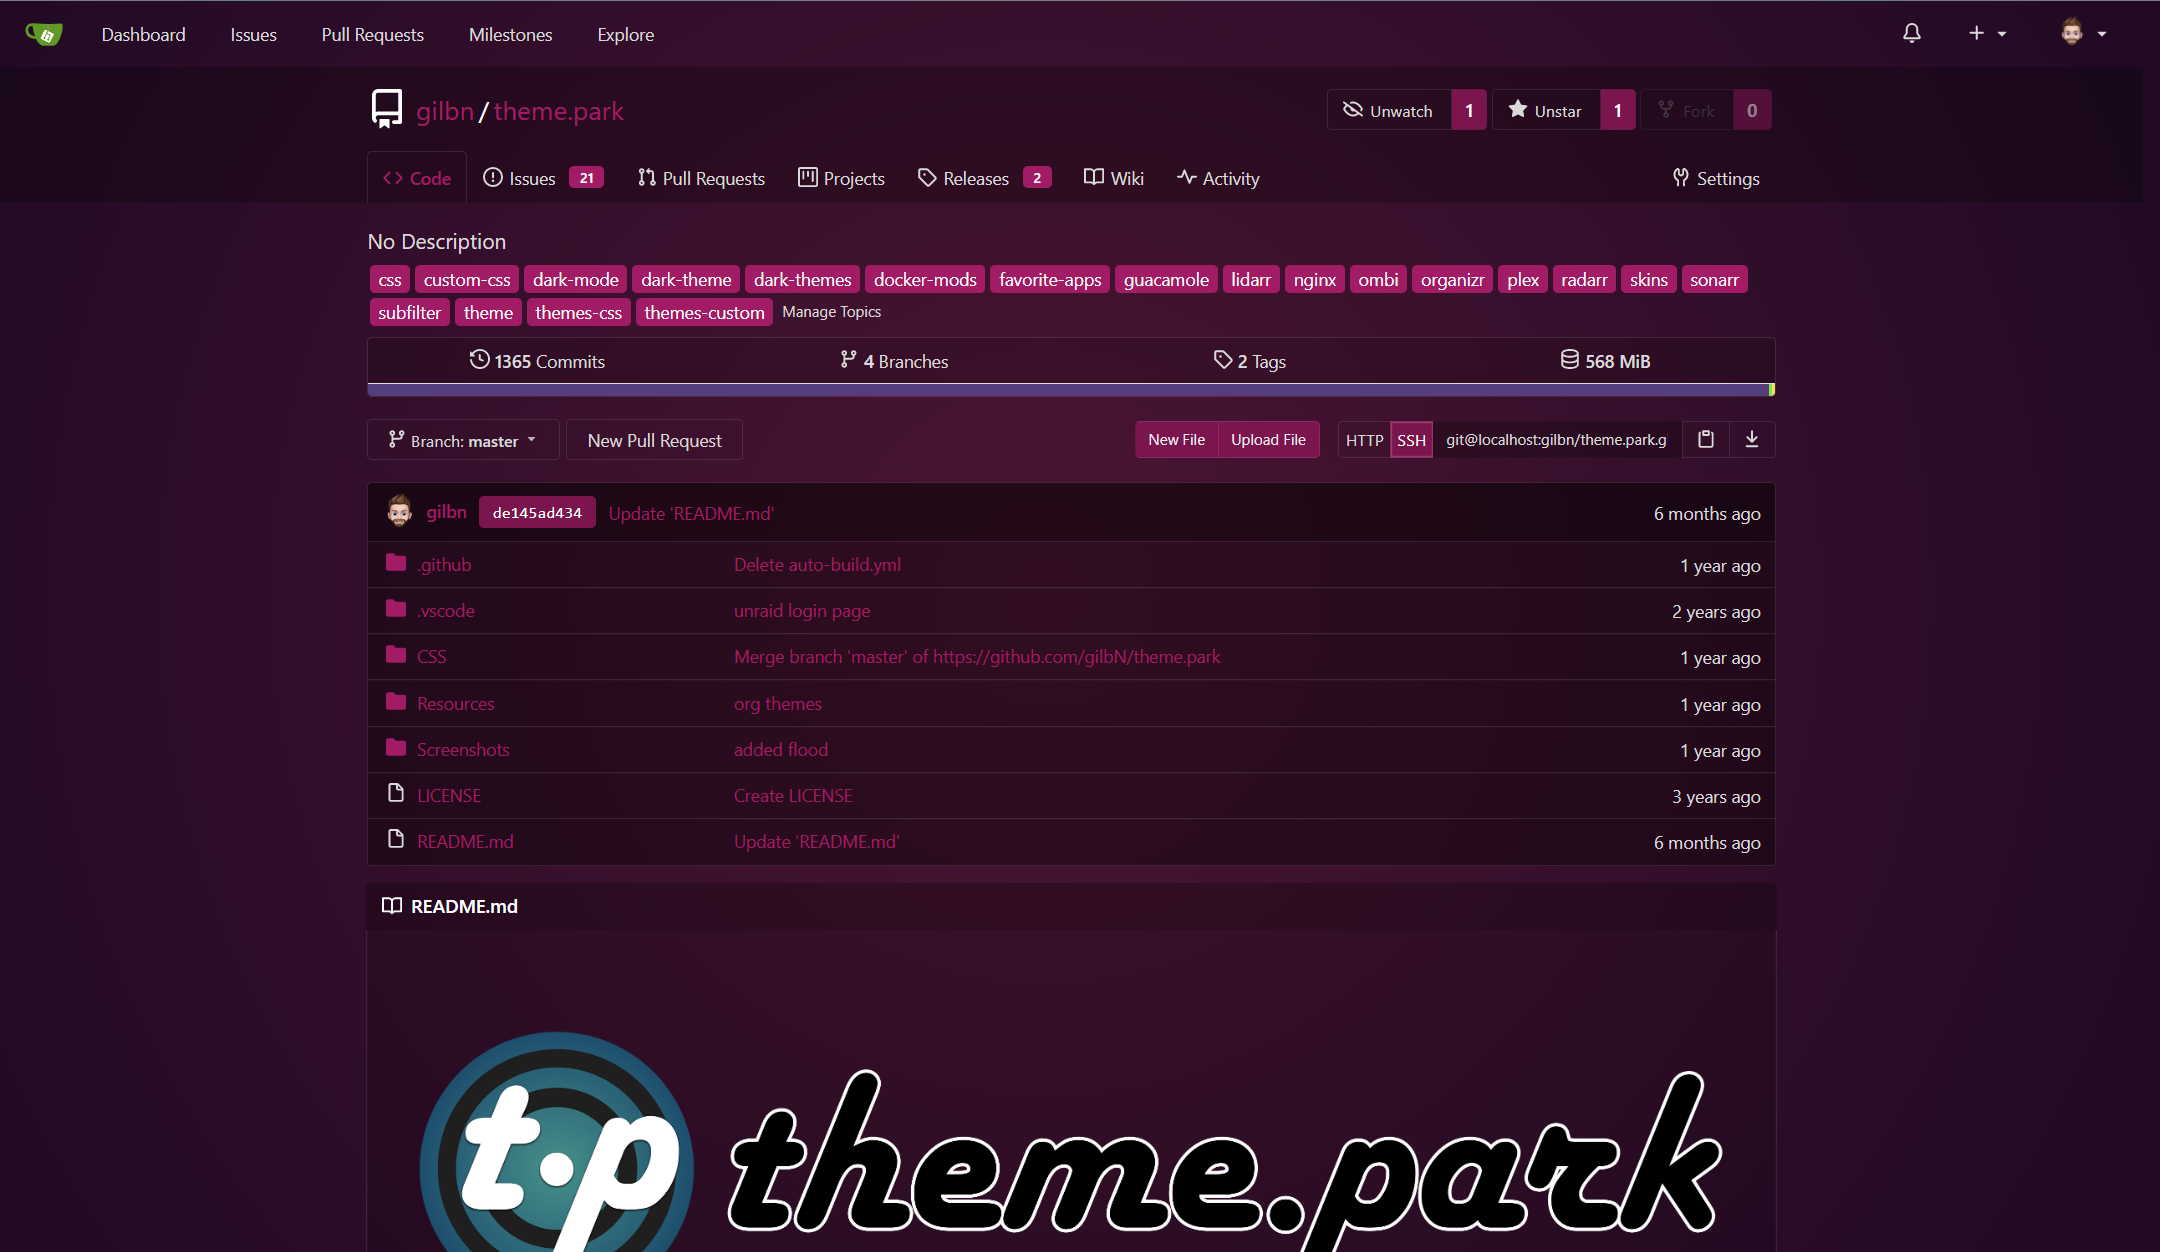 Dashboard Issues Pull Requests Milestones Explore
gilbn / theme.park Unwatch 1 Unstar 1 Fork 0
Code Issues 21 Pull Requests Projects Releases 2 Wiki Activity Settings
No Description
css custom-css dark-mode dark-theme dark-themes docker-mods favorite-apps guacamole lidarr nginx ombi organizr plex radarr skins sonarr
subfilter theme themes-css themes-custom Manage Topics
1365 Commits 4 Branches 2 Tags 568 MiB
Branch: master New Pull Request New File Upload File HTTP SSH git@localhost:gilbn/theme.park.g
gilbn de145ad434 Update 'README.md' 6 months ago
.github Delete auto-build.yml 1 year ago
.vscode unraid login page 2 years ago
CSS Merge branch 'master' of https://github.com/gilbN/theme.park 1 year ago
Resources org themes 1 year ago
Screenshots added flood 1 year ago
LICENSE Create LICENSE 3 years ago
README.md Update 'README.md' 6 months ago
README.md
t·p theme.park